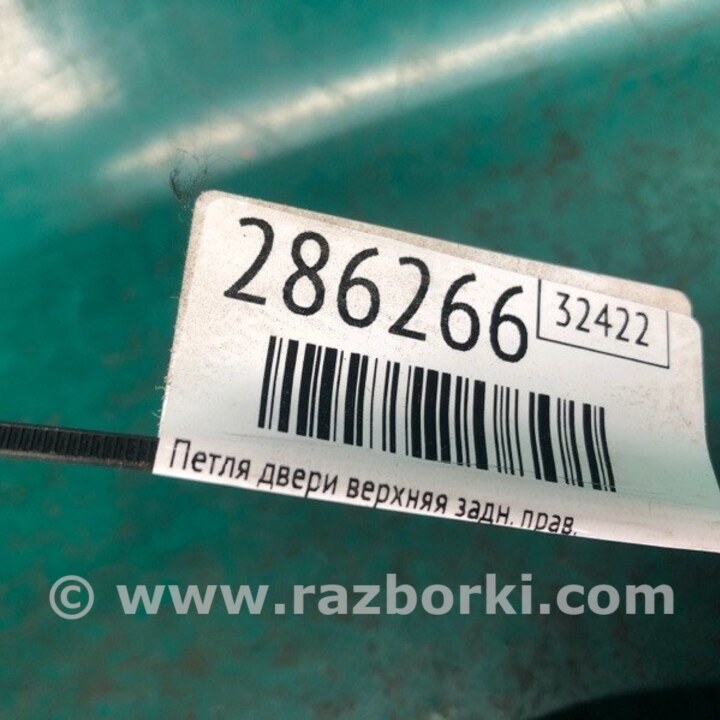 286266
32422
Петля двери верхняя задн. прав.
© www.razborki.com